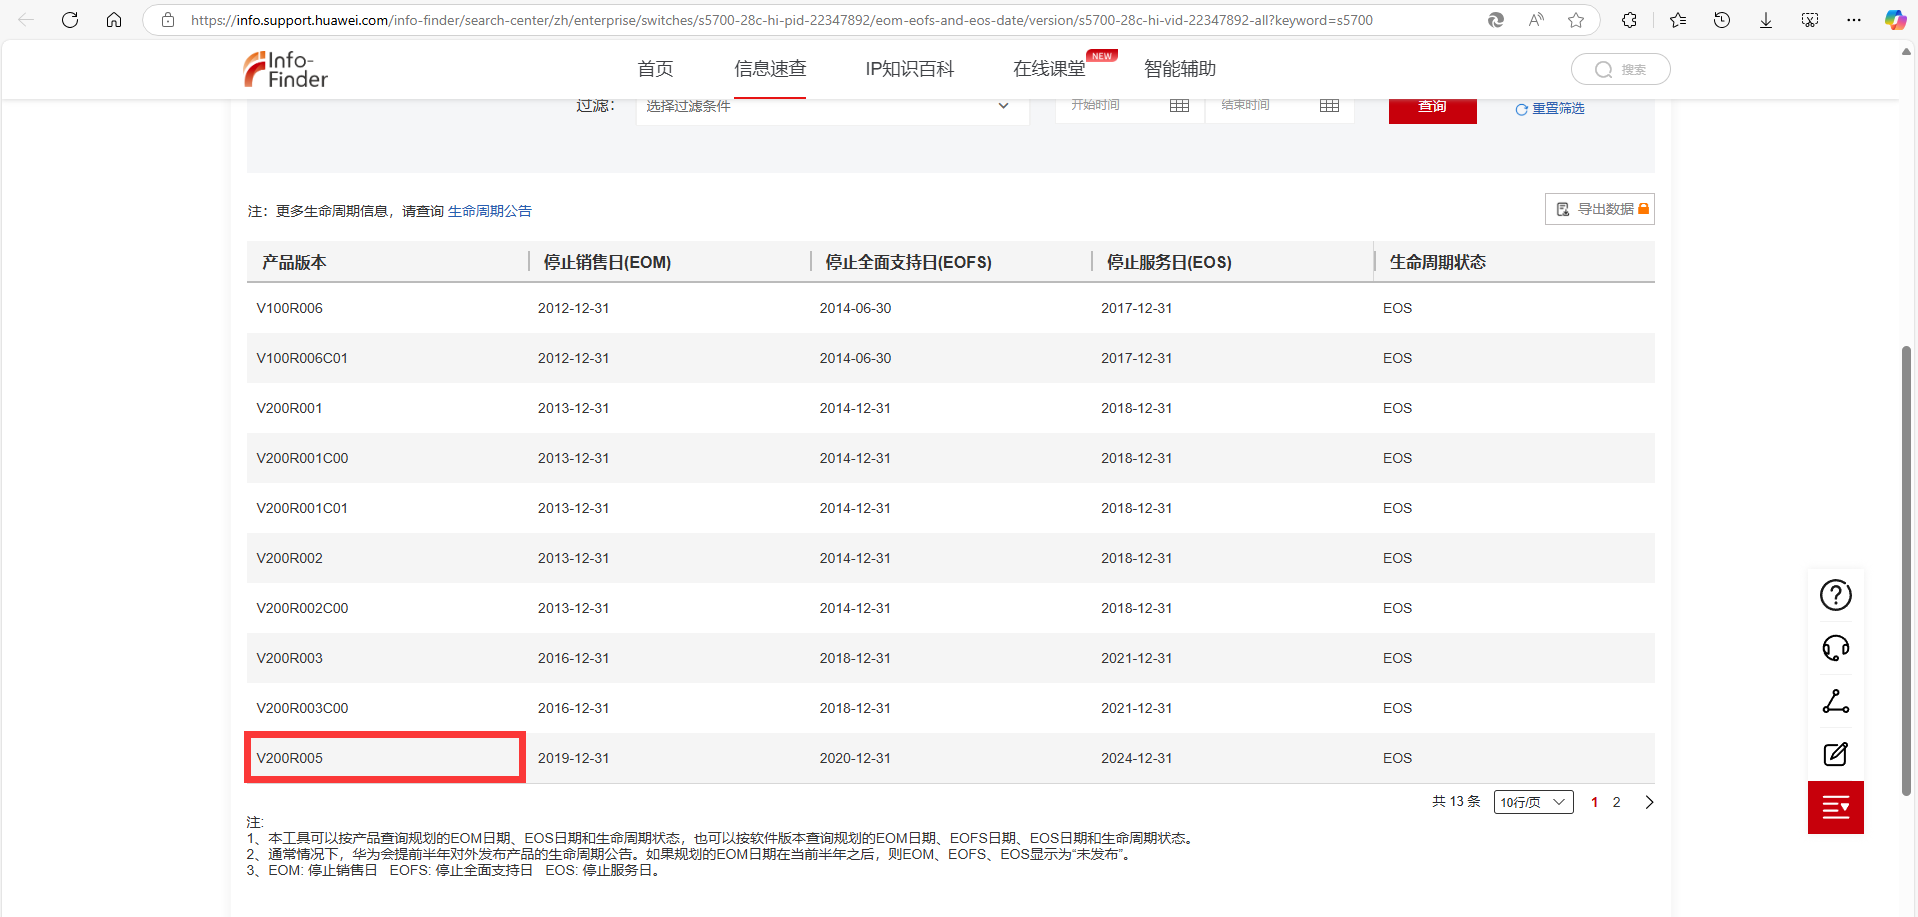 https://info.support.huawei.com/info-finder/search-center/zh/enterprise/switches/s5700-28c-hi-pid-22347892/eom-eofs-and-eos-date/version/s5700-28c-hi-vid-22347892-all?keyword=s5700
Info-Finder
首页 信息速查 IP知识百科 在线课堂 NEW 智能辅助 搜索
过滤： 选择过滤条件 开始时间 结束时间 查询 重置筛选
注：更多生命周期信息，请查询 生命周期公告 导出数据
产品版本 停止销售日(EOM) 停止全面支持日(EOFS) 停止服务日(EOS) 生命周期状态
V100R006 2012-12-31 2014-06-30 2017-12-31 EOS
V100R006C01 2012-12-31 2014-06-30 2017-12-31 EOS
V200R001 2013-12-31 2014-12-31 2018-12-31 EOS
V200R001C00 2013-12-31 2014-12-31 2018-12-31 EOS
V200R001C01 2013-12-31 2014-12-31 2018-12-31 EOS
V200R002 2013-12-31 2014-12-31 2018-12-31 EOS
V200R002C00 2013-12-31 2014-12-31 2018-12-31 EOS
V200R003 2016-12-31 2018-12-31 2021-12-31 EOS
V200R003C00 2016-12-31 2018-12-31 2021-12-31 EOS
V200R005 2019-12-31 2020-12-31 2024-12-31 EOS
共 13 条 10行/页 1 2
注:
1、本工具可以按产品查询规划的EOM日期、EOS日期和生命周期状态，也可以按软件版本查询规划的EOM日期、EOFS日期、EOS日期和生命周期状态。
2、通常情况下，华为会提前半年对外发布产品的生命周期公告。如果规划的EOM日期在当前半年之后，则EOM、EOFS、EOS显示为“未发布”。
3、EOM: 停止销售日 EOFS: 停止全面支持日 EOS: 停止服务日。